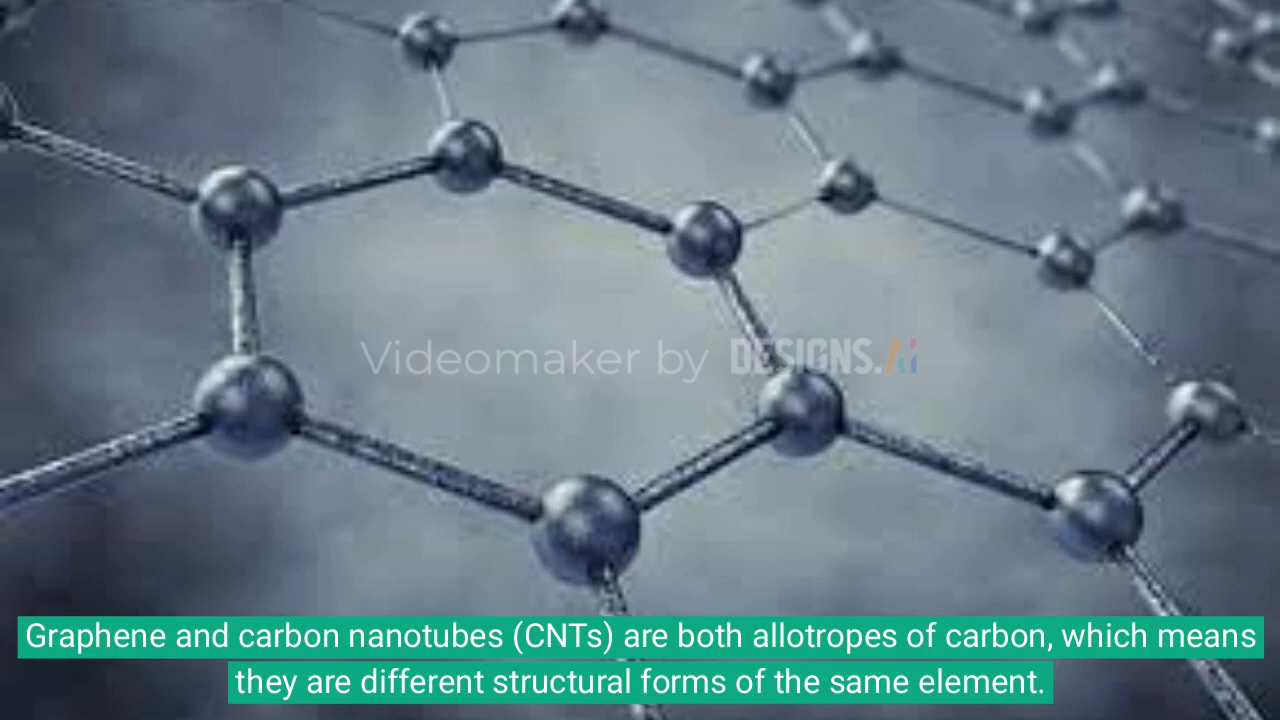 Videomaker by DESIGNS.AI
Graphene and carbon nanotubes (CNTs) are both allotropes of carbon, which means
they are different structural forms of the same element.